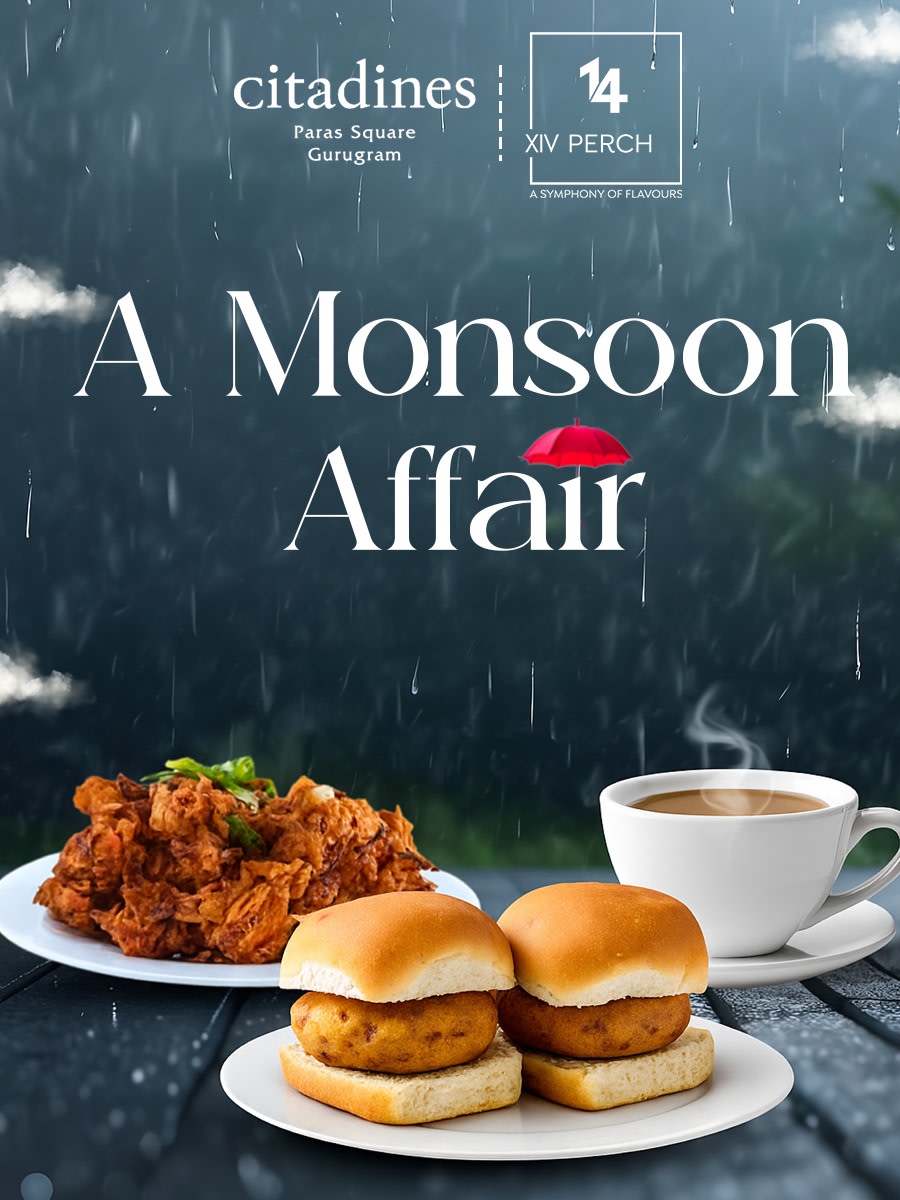 citadines
Paras Square
Gurugram
14
XIV PERCH
A SYMPHONY OF FLAVOURS
A Monsoon
Affair